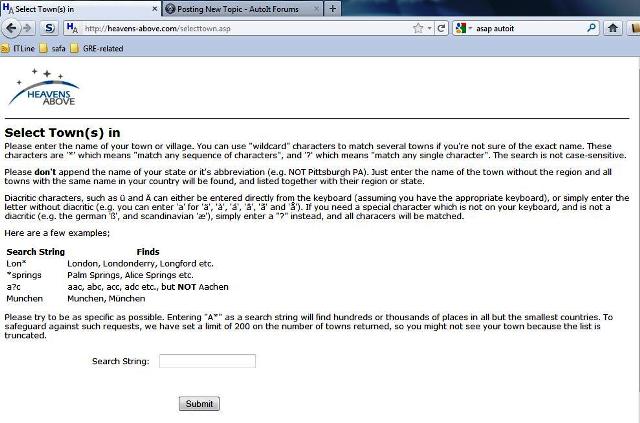 Select Town(s) in
Posting New Topic - AutoIt Forums
http://heavens-above.com/selecttown.asp
asap autoit
ITLine safa GRE-related
HEAVENS
ABOVE
Select Town(s) in
Please enter the name of your town or village. You can use "wildcard" characters to match several towns if you're not sure of the exact name. These
characters are '*' which means "match any sequence of characters", and '?' which means "match any single character". The search is not case-sensitive.
Please don't append the name of your state or it's abbreviation (e.g. NOT Pittsburgh PA). Just enter the name of the town without the region and all
towns with the same name in your country will be found, and listed together with their region or state.
Diacritic characters, such as ü and Ä can either be entered directly from the keyboard (assuming you have the appropriate keyboard), or simply enter the
letter without diacritic (e.g. you can enter 'a' for 'ä', 'à', 'á', 'â', 'ã' and 'å'). If you need a special character which is not on your keyboard, and is not a
diacritic (e.g. the german 'ß', and scandinavian 'æ'), simply enter a "?" instead, and all characers will be matched.
Here are a few examples;
Search String Finds
Lon* London, Londonderry, Longford etc.
*springs Palm Springs, Alice Springs etc.
a?c aac, abc, acc, adc etc., but NOT Aachen
Munchen Munchen, München
Please try to be as specific as possible. Entering "A*" as a search string will find hundreds or thousands of places in all but the smallest countries. To
safeguard against such requests, we have set a limit of 200 on the number of towns returned, so you might not see your town because the list is
truncated.
Search String:
Submit